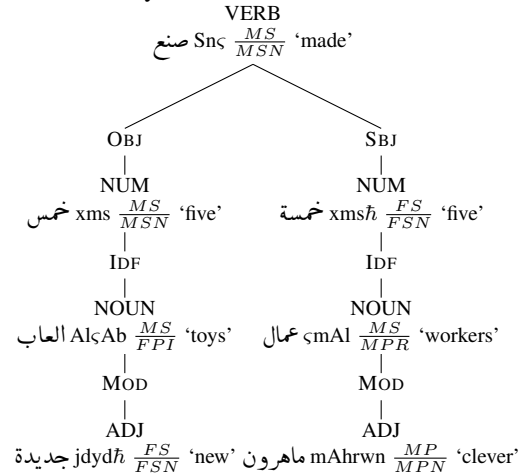 VERB
صنع Snς MS/MSN ‘made’
OBJ SBJ
NUM NUM
خمس xms MS/MSN ‘five’ خمسة xmsħ FS/FSN ‘five’
IDF IDF
NOUN NOUN
العاب AlςAb MS/FPI ‘toys’ عمال ςmAl MS/MPR ‘workers’
MOD MOD
ADJ ADJ
جديدة jdydħ FS/FSN ‘new’ ماهرون mAhrwn MP/MPN ‘clever’